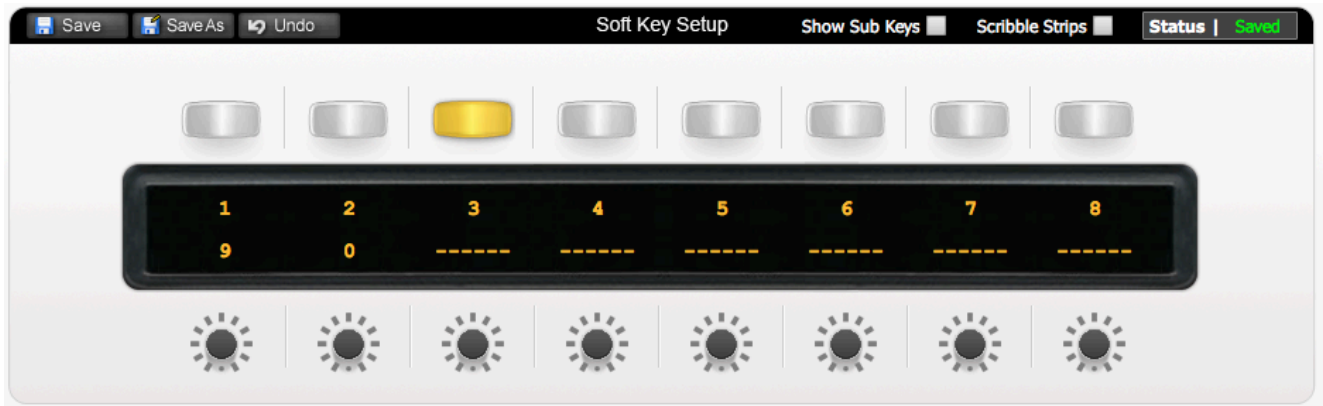 Save Save As Undo Soft Key Setup Show Sub Keys Scribble Strips Status | Saved
1 2 3 4 5 6 7 8
9 0 ------ ------ ------ ------ ------ ------